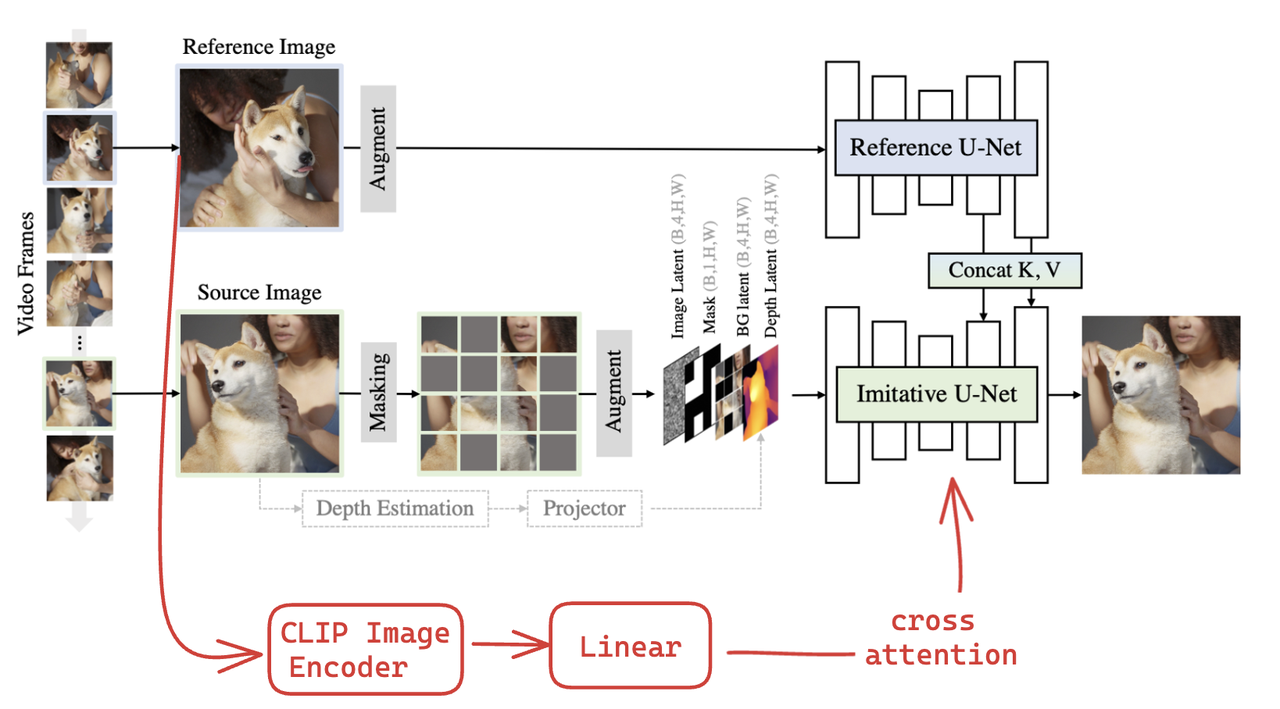 Reference Image
Augment
Reference U-Net
Video Frames
Image Latent (B,4,H,W)
Mask (B,1,H,W)
BG latent (B,4,H,W)
Depth Latent (B,4,H,W)
Concat K, V
Source Image
Masking
Augment
Imitative U-Net
...
Depth Estimation
Projector
CLIP Image
Encoder
Linear
cross
attention